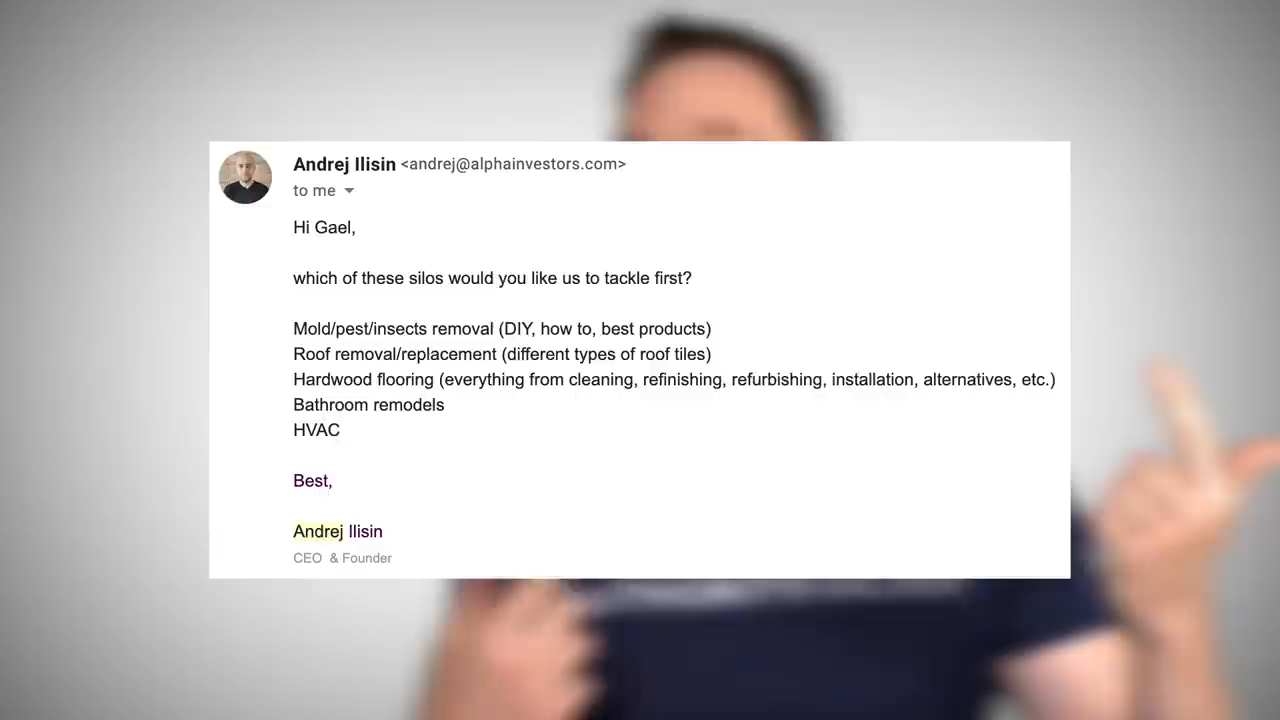 Andrej Ilisin <andrej@alphainvestors.com>
to me
Hi Gael,
which of these silos would you like us to tackle first?
Mold/pest/insects removal (DIY, how to, best products)
Roof removal/replacement (different types of roof tiles)
Hardwood flooring (everything from cleaning, refinishing, refurbishing, installation, alternatives, etc.)
Bathroom remodels
HVAC
Best,
Andrej Ilisin
CEO & Founder